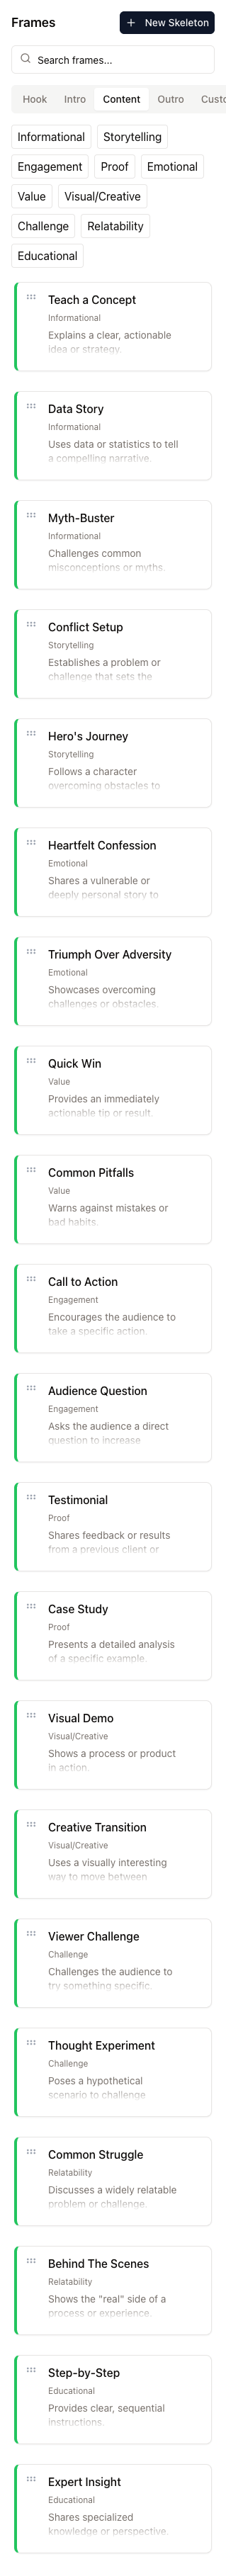 Frames
+ New Skeleton
Search frames...
Hook Intro Content Outro Custo
Informational Storytelling
Engagement Proof Emotional
Value Visual/Creative
Challenge Relatability
Educational
Teach a Concept
Informational
Explains a clear, actionable
idea or strategy.
Data Story
Informational
Uses data or statistics to tell
a compelling narrative.
Myth-Buster
Informational
Challenges common
misconceptions or myths.
Conflict Setup
Storytelling
Establishes a problem or
challenge that sets the
Hero's Journey
Storytelling
Follows a character
overcoming obstacles to
Heartfelt Confession
Emotional
Shares a vulnerable or
deeply personal story to
Triumph Over Adversity
Emotional
Showcases overcoming
challenges or obstacles.
Quick Win
Value
Provides an immediately
actionable tip or result.
Common Pitfalls
Value
Warns against mistakes or
bad habits.
Call to Action
Engagement
Encourages the audience to
take a specific action.
Audience Question
Engagement
Asks the audience a direct
question to increase
Testimonial
Proof
Shares feedback or results
from a previous client or
Case Study
Proof
Presents a detailed analysis
of a specific example.
Visual Demo
Visual/Creative
Shows a process or product
in action.
Creative Transition
Visual/Creative
Uses a visually interesting
way to move between
Viewer Challenge
Challenge
Challenges the audience to
try something specific.
Thought Experiment
Challenge
Poses a hypothetical
scenario to challenge
Common Struggle
Relatability
Discusses a widely relatable
problem or challenge.
Behind The Scenes
Relatability
Shows the "real" side of a
process or experience.
Step-by-Step
Educational
Provides clear, sequential
instructions.
Expert Insight
Educational
Shares specialized
knowledge or perspective.